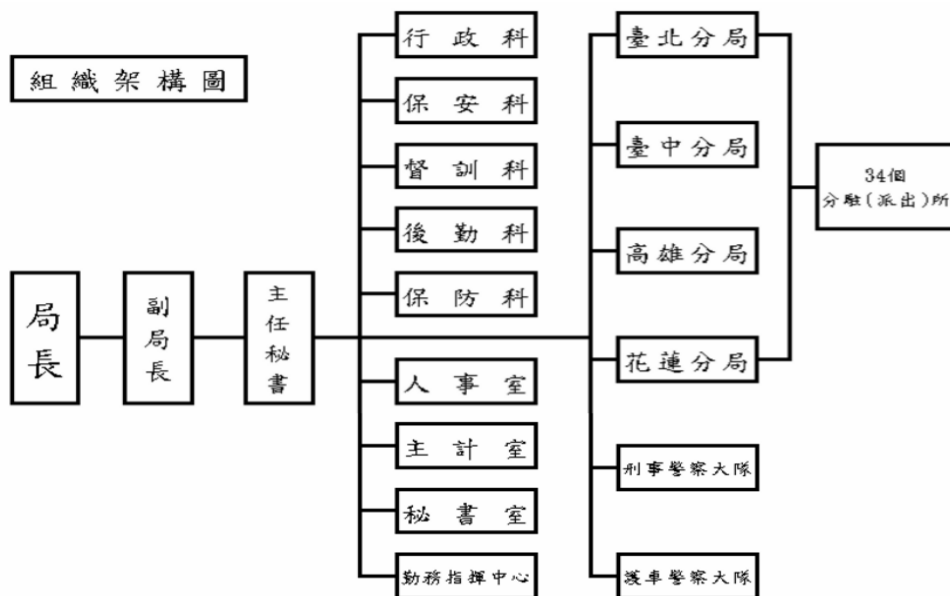 組織架構圖
局長
副局長
主任秘書
行政科
保安科
督訓科
後勤科
保防科
人事室
主計室
秘書室
勤務指揮中心
臺北分局
臺中分局
高雄分局
花蓮分局
刑事警察大隊
護車警察大隊
34個
分駐(派出)所